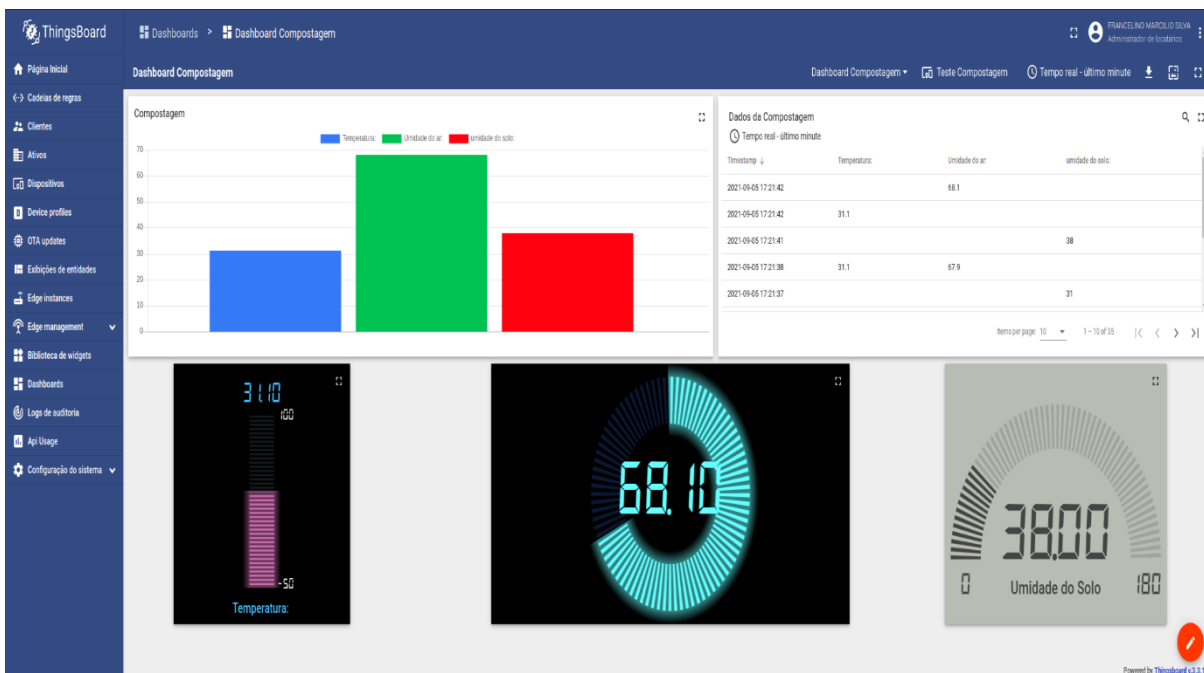 ThingsBoard
Dashboards > Dashboard Compostagem
FRANCELINO MARCILIO SILVA
Administrador de locatários
Página Inicial
Cadeias de regras
Clientes
Ativos
Dispositivos
Device profiles
OTA updates
Exibições de entidades
Edge instances
Edge management
Biblioteca de widgets
Dashboards
Logs de auditoria
Api Usage
Configuração do sistema
Dashboard Compostagem
Dashboard Compostagem
Teste Compostagem
Tempo real - último minute
Compostagem
Temperatura: Umidade do ar: umidade do solo:
70
60
50
40
30
20
10
0
Dados da Compostagem
Tempo real - último minute
Timestamp ↓ Temperatura: Umidade do ar: umidade do solo:
2021-09-05 17:21:42 68.1
2021-09-05 17:21:42 31.1
2021-09-05 17:21:41 38
2021-09-05 17:21:38 31.1 67.9
2021-09-05 17:21:37 31
Items per page: 10 1 – 10 of 35
31.10
100
-50
Temperatura:
68.10
38.00
0 Umidade do Solo 180
Powered by Thingsboard v.3.3.1